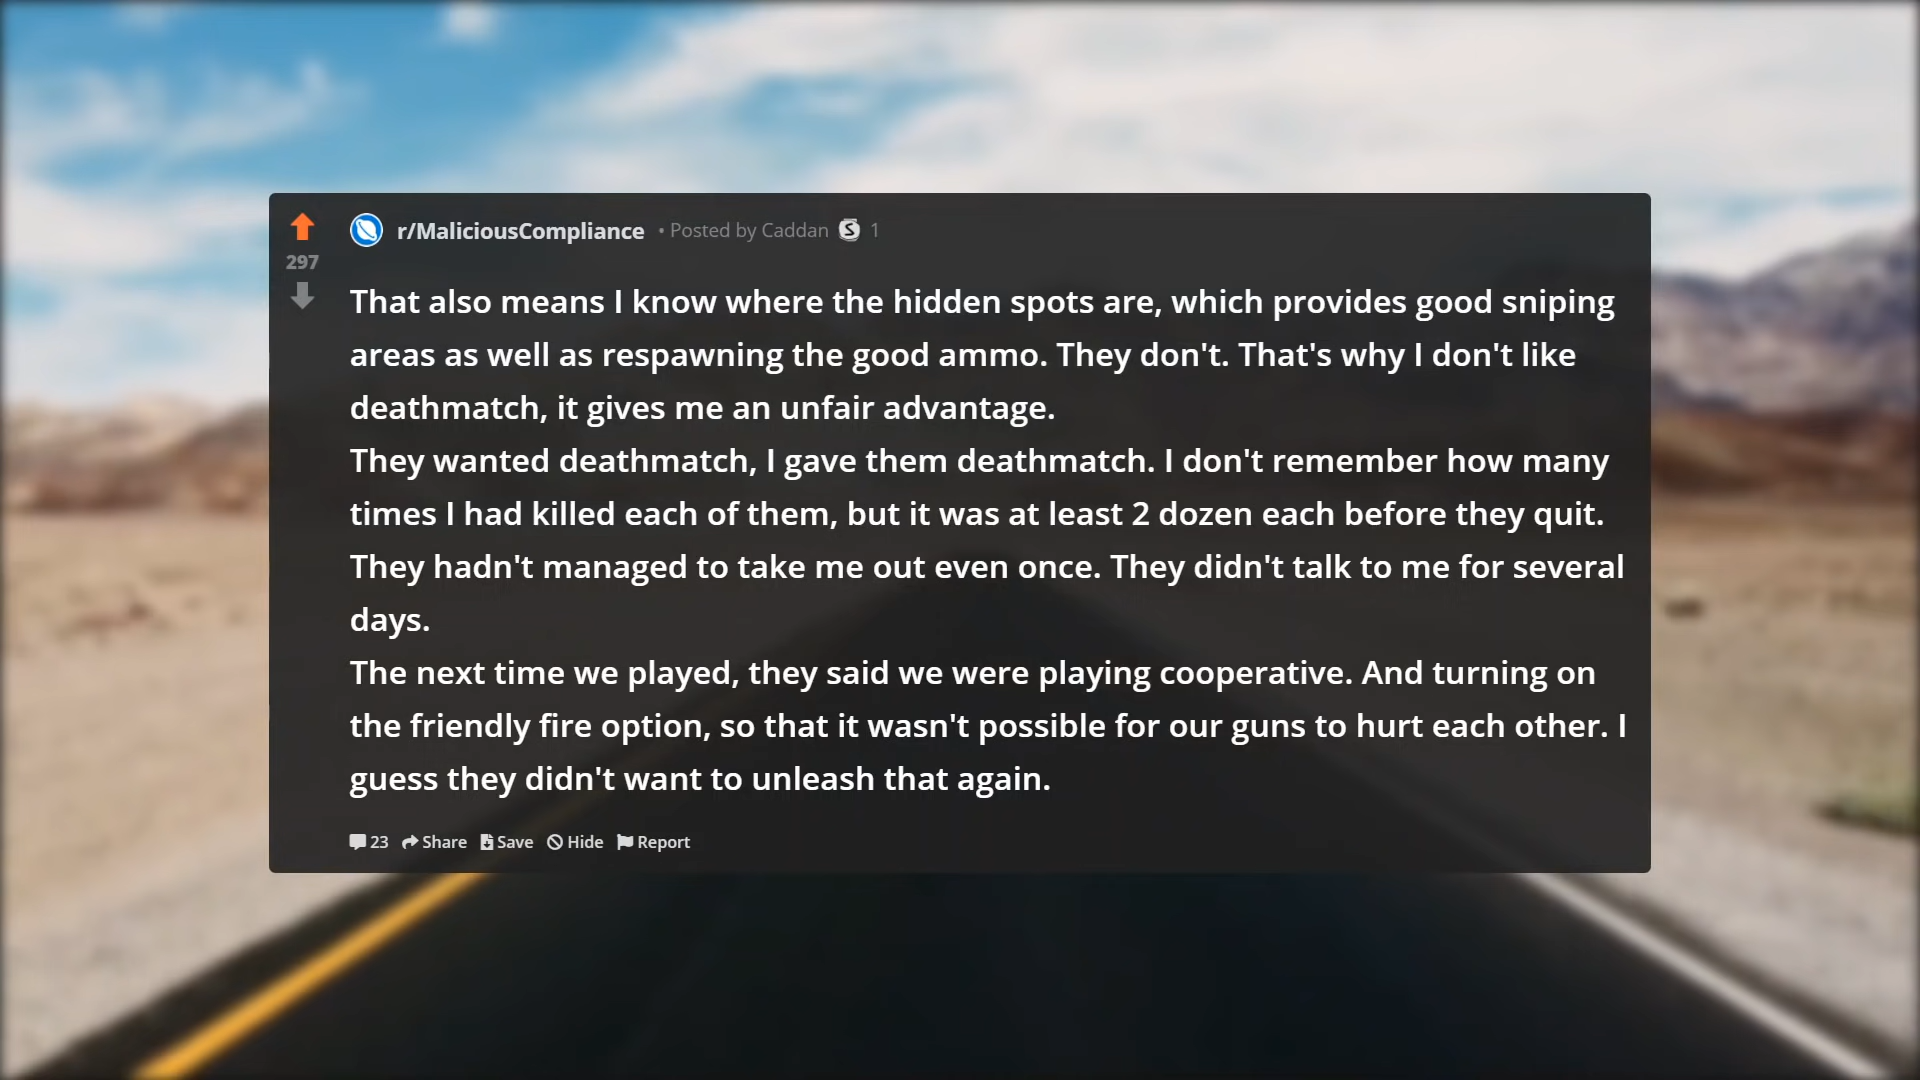 r/MaliciousCompliance • Posted by Caddan S 1
297
That also means I know where the hidden spots are, which provides good sniping
areas as well as respawning the good ammo. They don't. That's why I don't like
deathmatch, it gives me an unfair advantage.
They wanted deathmatch, I gave them deathmatch. I don't remember how many
times I had killed each of them, but it was at least 2 dozen each before they quit.
They hadn't managed to take me out even once. They didn't talk to me for several
days.
The next time we played, they said we were playing cooperative. And turning on
the friendly fire option, so that it wasn't possible for our guns to hurt each other. I
guess they didn't want to unleash that again.
23 Share Save Hide Report